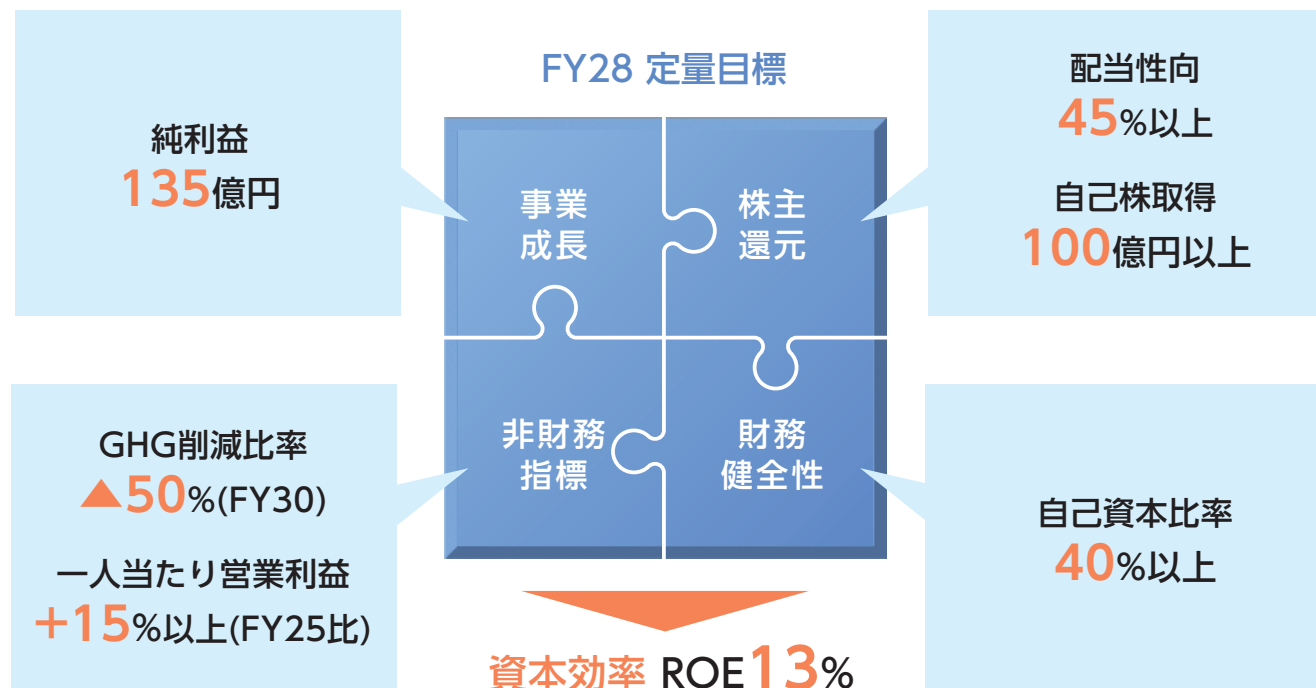 FY28 定量目標
純利益
135億円
配当性向
45%以上
自己株取得
100億円以上
事業
成長
株主
還元
非財務
指標
財務
健全性
GHG削減比率
▲50%(FY30)
一人当たり営業利益
+15%以上(FY25比)
自己資本比率
40%以上
資本効率 ROE13%